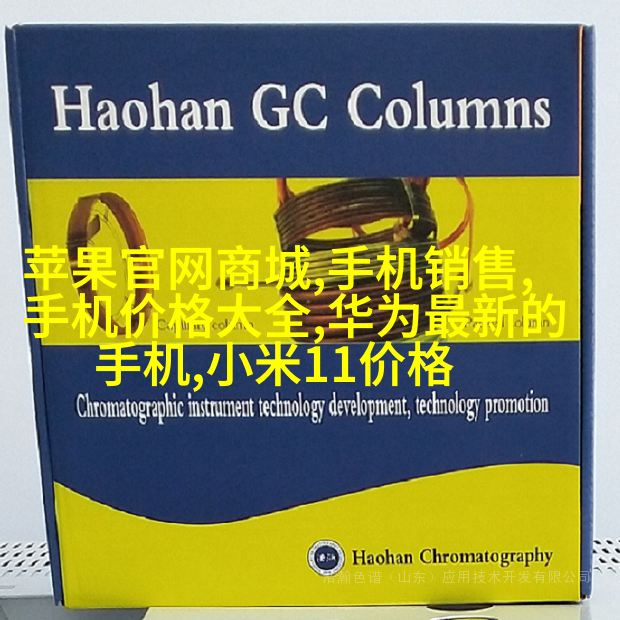 Haohan GC Columns
苹果官网商城,手机销售,
手机价格大全,华为最新的
手机,小米11价格
Chromatographic instrument technology development, technology promotion
Haohan Chromatography
浩瀚色谱（山东）应用技术开发有限公司